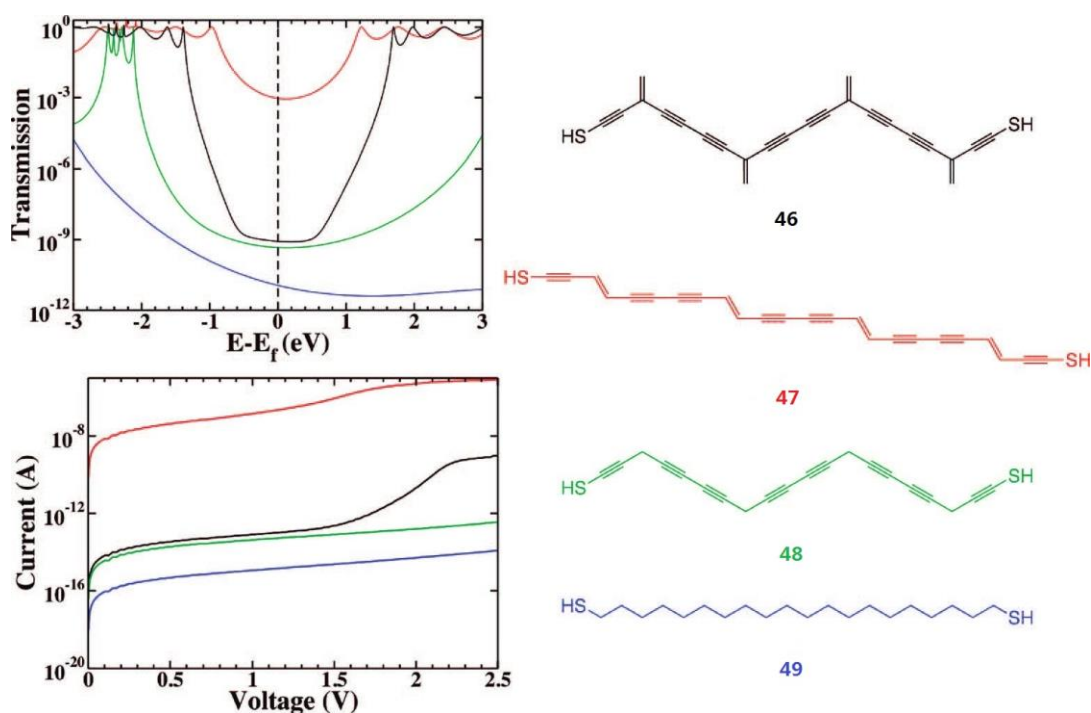 Transmission
10^0
10^-3
10^-6
10^-9
10^-12
-3 -2 -1 0 1 2 3
E-E_f (eV)
Current (A)
10^-8
10^-12
10^-16
10^-20
0 0.5 1 1.5 2 2.5
Voltage (V)
HS SH
46
HS
SH
47
HS SH
48
HS SH
49